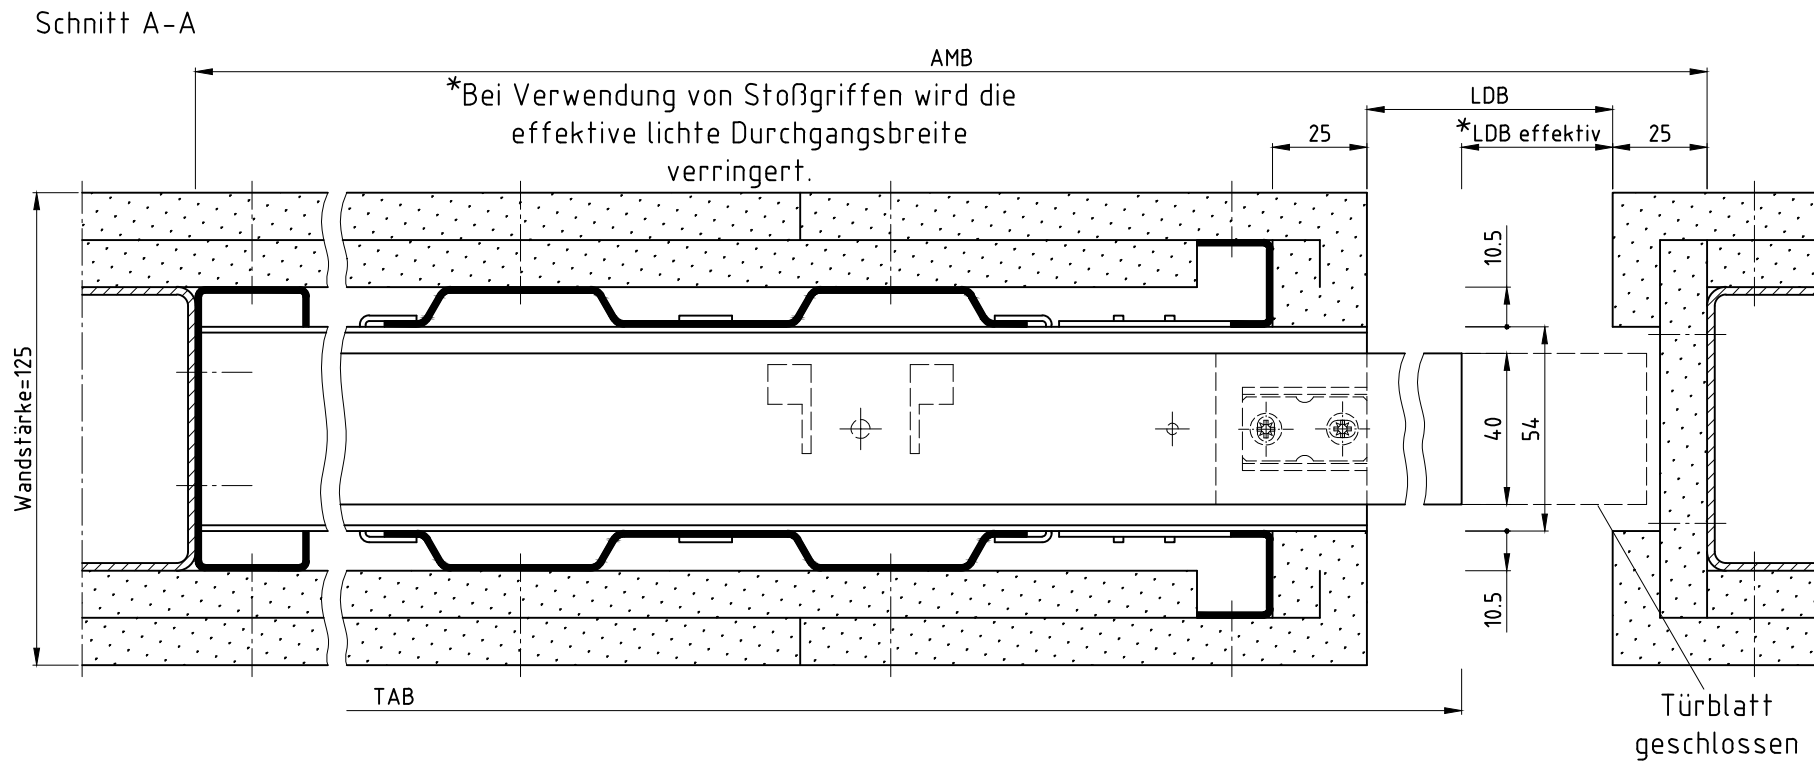 Schnitt A-A
AMB
*Bei Verwendung von Stoßgriffen wird die
effektive lichte Durchgangsbreite
verringert.
LDB
25
*LDB effektiv
25
10.5
Wandstärke=125
40
54
10.5
TAB
Türblatt
geschlossen